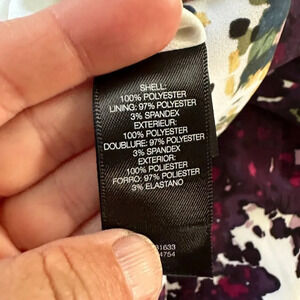 SHELL:
100% POLYESTER
LINING: 97% POLYESTER
3% SPANDEX
EXTERIEUR:
100% POLYESTER
DOUBLURE: 97% POLYESTER
3% SPANDEX
EXTERIOR:
100% POLIESTER
FORRO: 97% POLIESTER
3% ELASTANO